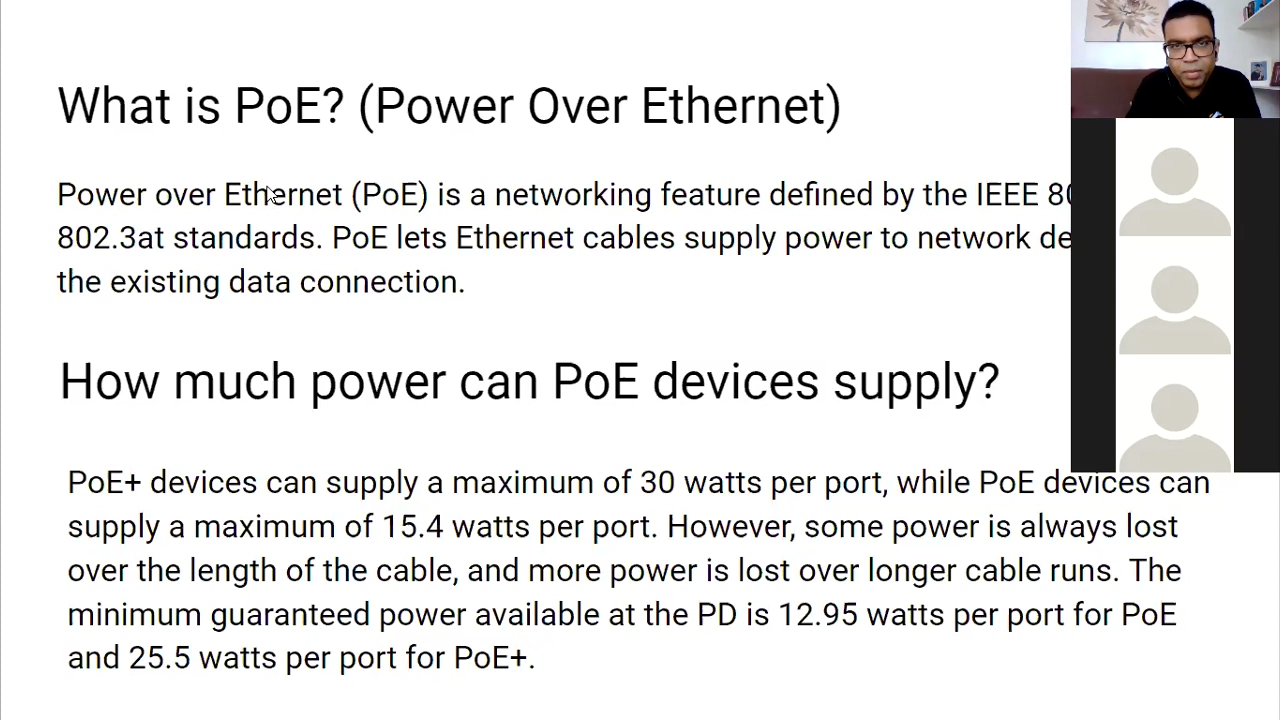 What is PoE? (Power Over Ethernet)
Power over Ethernet (PoE) is a networking feature defined by the IEEE
802.3at standards. PoE lets Ethernet cables supply power to network
the existing data connection.
How much power can PoE devices supply?
PoE+ devices can supply a maximum of 30 watts per port, while PoE devices can
supply a maximum of 15.4 watts per port. However, some power is always lost
over the length of the cable, and more power is lost over longer cable runs. The
minimum guaranteed power available at the PD is 12.95 watts per port for PoE
and 25.5 watts per port for PoE+.